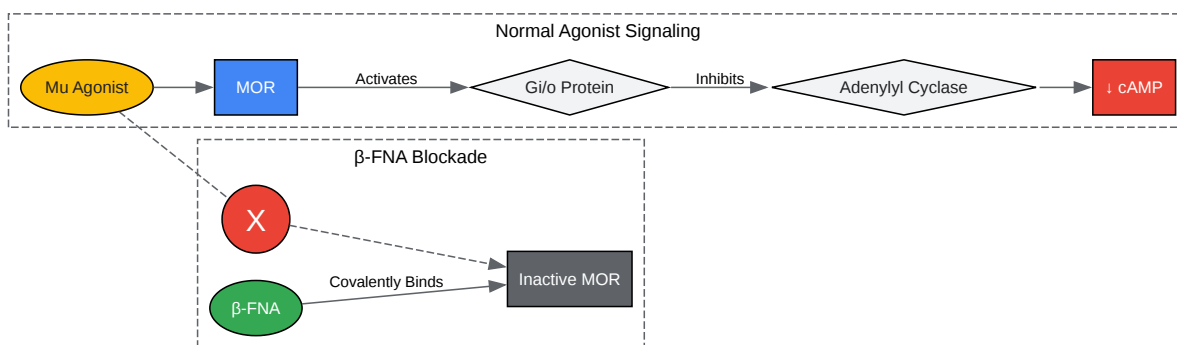 Normal Agonist Signaling
Mu Agonist
MOR
Activates
Gi/o Protein
Inhibits
Adenylyl Cyclase
↓ cAMP
β-FNA Blockade
X
Covalently Binds
Inactive MOR
β-FNA